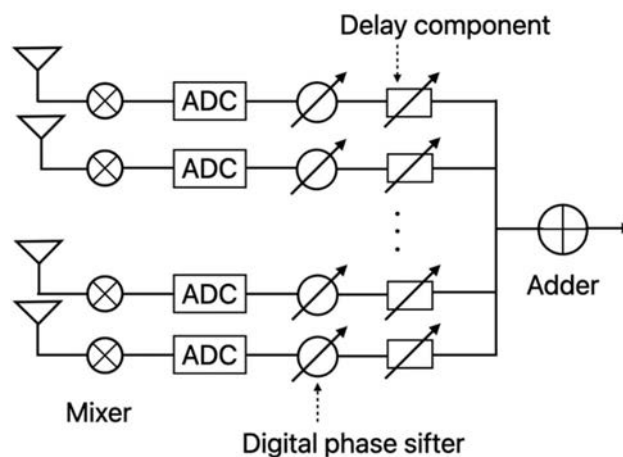 Delay component
ADC
ADC
ADC
Adder
ADC
Mixer
Digital phase sifter